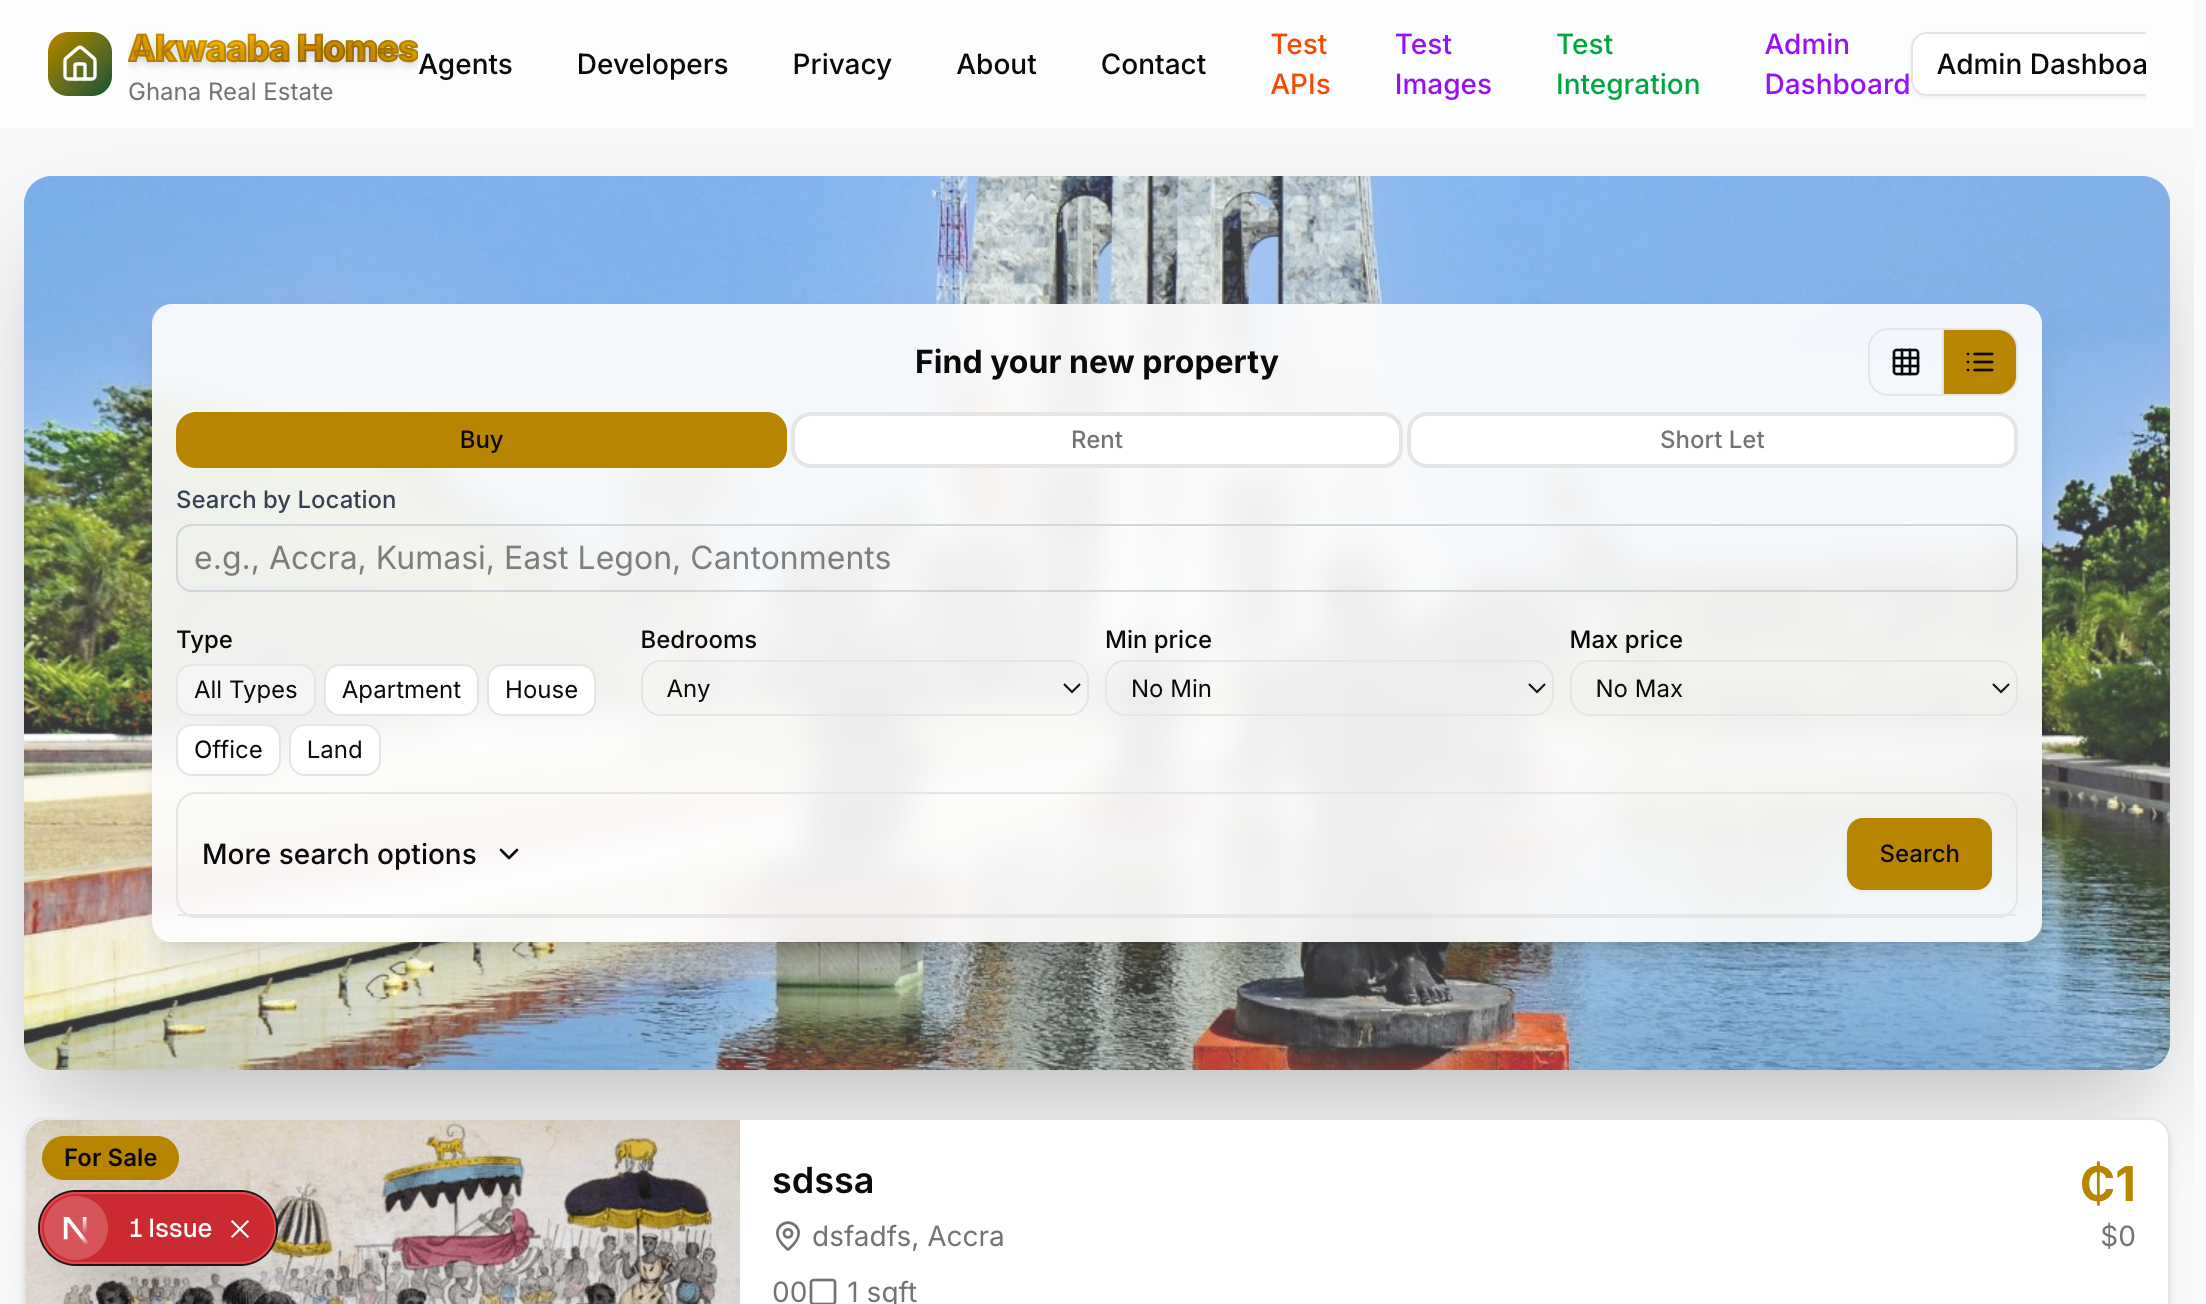 Akwaaba Homes
Ghana Real Estate
Agents
Developers
Privacy
About
Contact
Test
APIs
Test
Images
Test
Integration
Admin
Dashboard
Admin Dashboa
Find your new property
Buy
Rent
Short Let
Search by Location
e.g., Accra, Kumasi, East Legon, Cantonments
Type
Bedrooms
Min price
Max price
All Types
Apartment
House
Any
No Min
No Max
Office
Land
More search options
Search
For Sale
N 1 Issue
sdssa
₵1
dsfadfs, Accra
$0
00 1 sqft